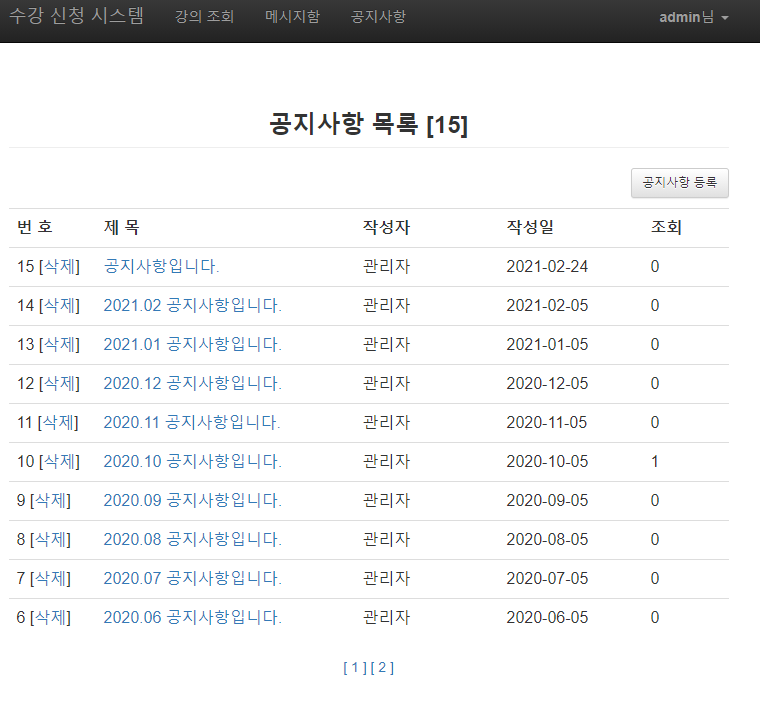 수강 신청 시스템 강의 조회 메시지함 공지사항 admin님
공지사항 목록 [15]
공지사항 등록
번 호 제 목 작성자 작성일 조회
15 [삭제] 공지사항입니다. 관리자 2021-02-24 0
14 [삭제] 2021.02 공지사항입니다. 관리자 2021-02-05 0
13 [삭제] 2021.01 공지사항입니다. 관리자 2021-01-05 0
12 [삭제] 2020.12 공지사항입니다. 관리자 2020-12-05 0
11 [삭제] 2020.11 공지사항입니다. 관리자 2020-11-05 0
10 [삭제] 2020.10 공지사항입니다. 관리자 2020-10-05 1
9 [삭제] 2020.09 공지사항입니다. 관리자 2020-09-05 0
8 [삭제] 2020.08 공지사항입니다. 관리자 2020-08-05 0
7 [삭제] 2020.07 공지사항입니다. 관리자 2020-07-05 0
6 [삭제] 2020.06 공지사항입니다. 관리자 2020-06-05 0
[ 1 ] [ 2 ]